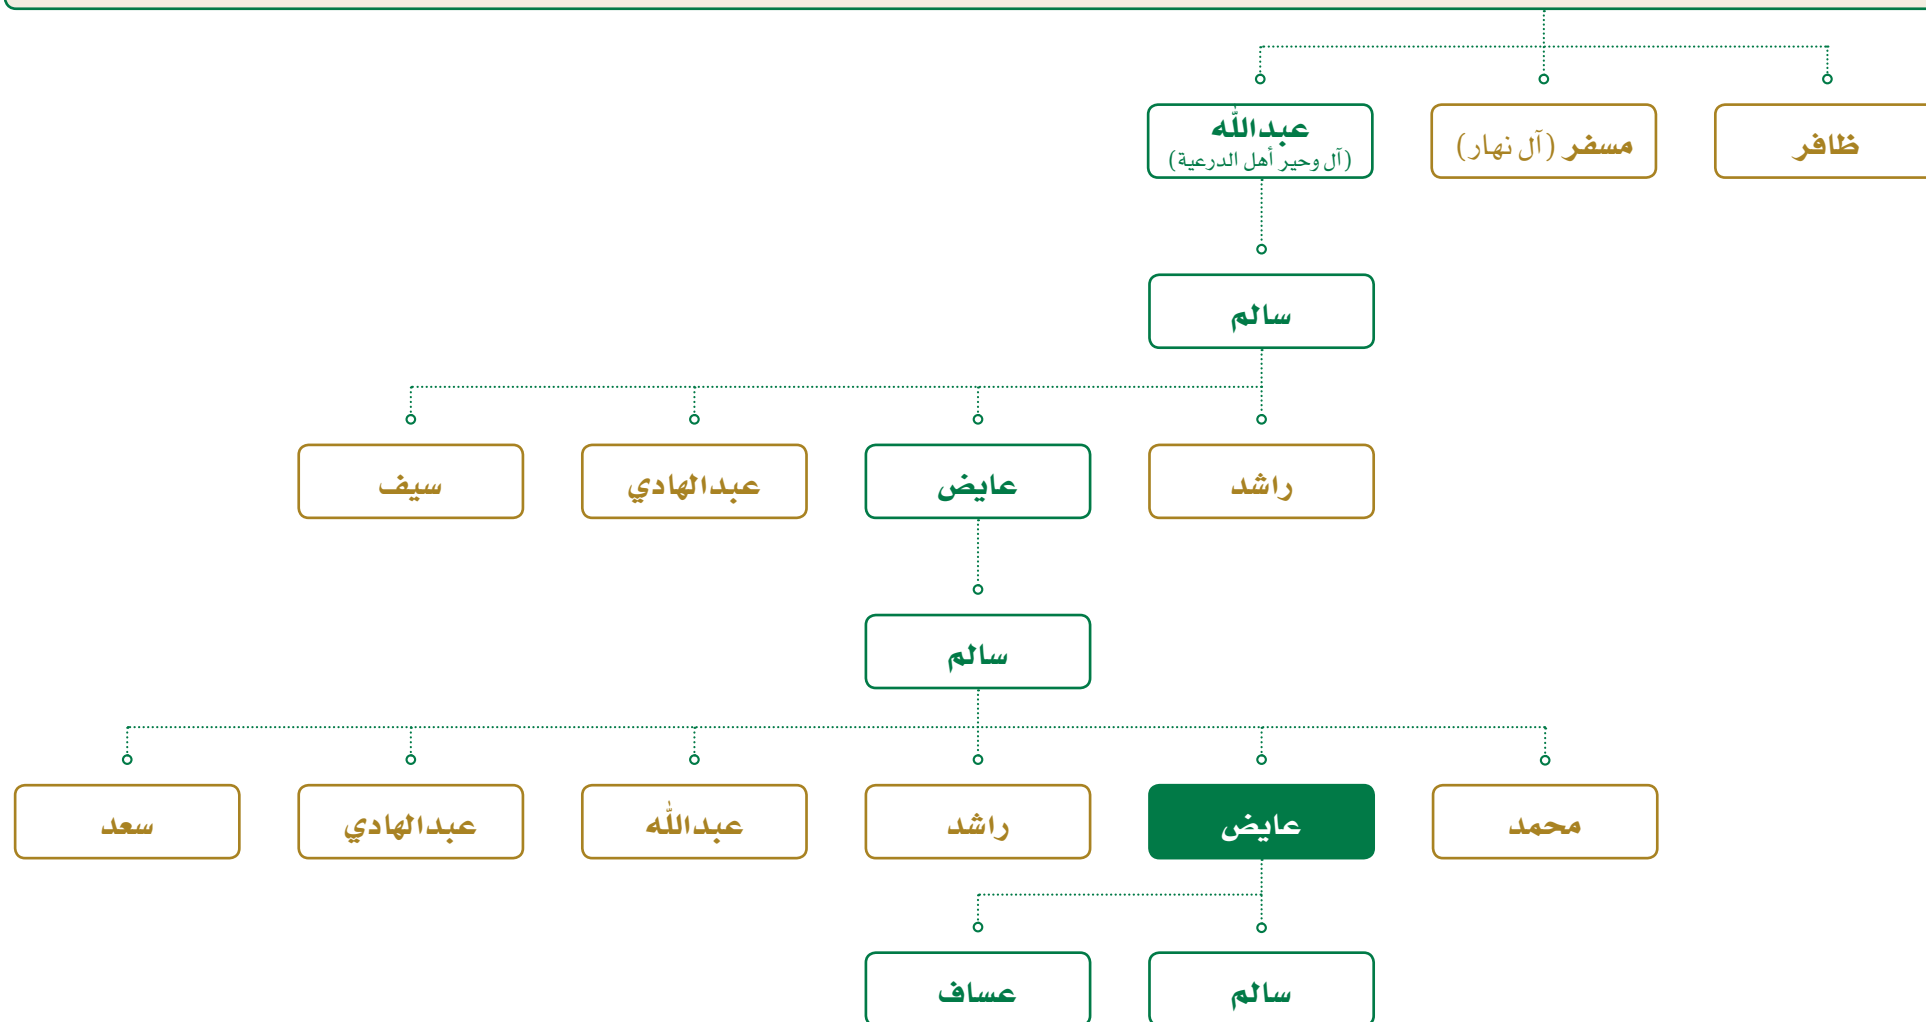 ظافر
مسفر (آل نهار)
عبدالله
(آل وحير أهل الدرعية)
سالم
راشد
عايض
عبدالهادي
سيف
سالم
محمد
عايض
راشد
عبدالله
عبدالهادي
سعد
سالم
عساف